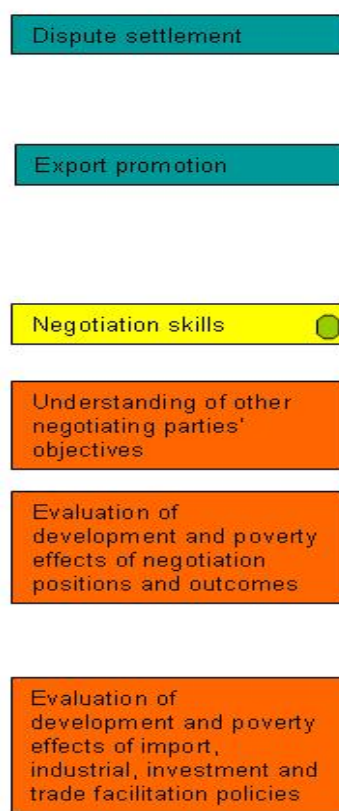 Dispute settlement
Export promotion
Negotiation skills
Understanding of other
negotiating parties'
objectives
Evaluation of
development and poverty
effects of negotiation
positions and outcomes
Evaluation of
development and poverty
effects of import,
industrial, investment and
trade facilitation policies